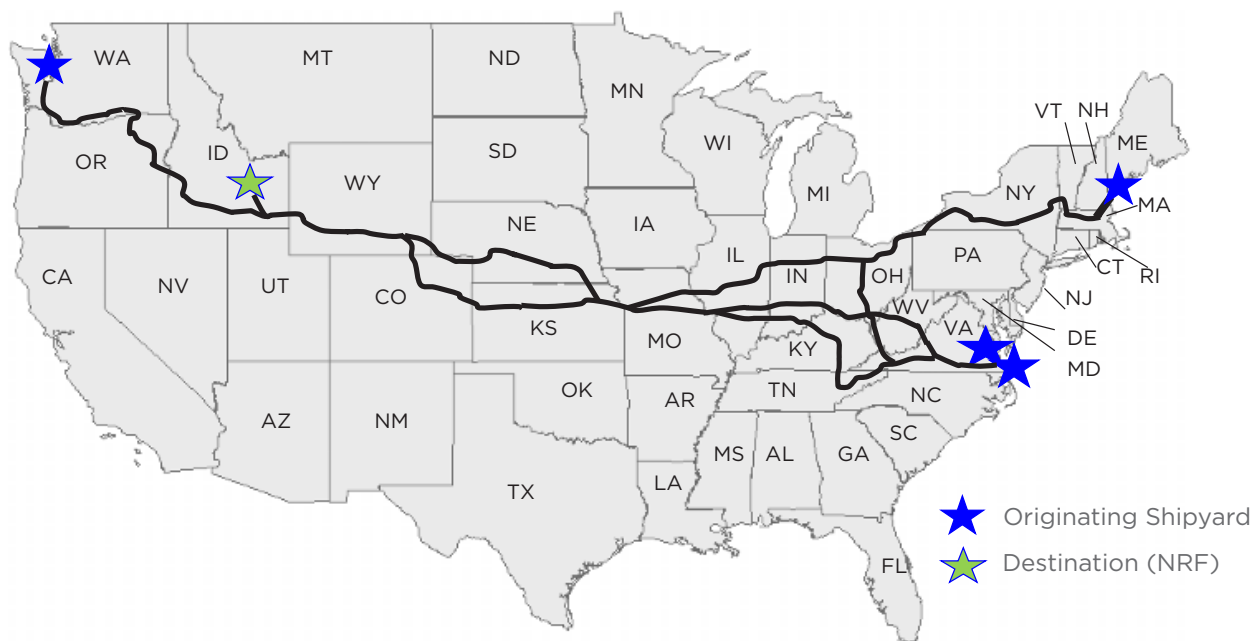 WA
MT
ND
MN
VT NH
ME
OR
ID
SD
WI
WY
MI
NY
MA
NE
IA
PA
CT RI
CA
NV
UT
CO
IL
IN
OH
NJ
WV
KS
VA
DE
MO
KY
MD
OK
TN
AZ
NM
AR
NC
SC
MS
AL
GA
TX
LA
FL
Originating Shipyard
Destination (NRF)